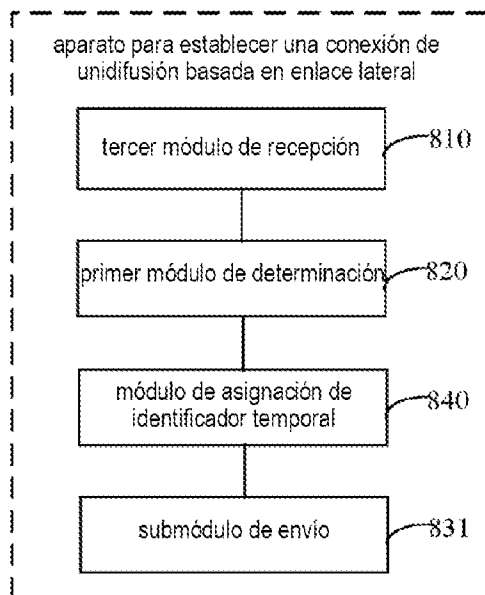 aparato para establecer una conexión de
unidifusión basada en enlace lateral
tercer módulo de recepción
810
primer módulo de determinación
820
módulo de asignación de
identificador temporal
840
submódulo de envío
831